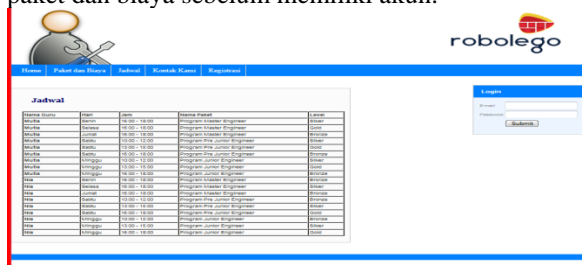 paket dan biaya sebelum memiliki akun.
robolego
Home Paket dan Biaya Jadwal Kontak Kami Registrasi
Login
Jadwal
Email
Password
Submit
Nama Guru Hari Jam Nama Paket Level
Mutia Senin 16:00 - 18:00 Program Master Engineer Silver
Mutia Selasa 16:00 - 18:00 Program Master Engineer Gold
Mutia Jumat 16:00 - 18:00 Program Master Engineer Bronze
Mutia Sabtu 10:00 - 12:00 Program Pre Junior Engineer Silver
Mutia Sabtu 13:00 - 15:00 Program Pre Junior Engineer Gold
Mutia Sabtu 16:00 - 18:00 Program Pre Junior Engineer Bronze
Mutia Minggu 10:00 - 12:00 Program Junior Engineer Silver
Mutia Minggu 13:00 - 15:00 Program Junior Engineer Gold
Mutia Minggu 16:00 - 18:00 Program Junior Engineer Bronze
Nia Senin 16:00 - 18:00 Program Master Engineer Bronze
Nia Selasa 16:00 - 18:00 Program Master Engineer Silver
Nia Jumat 16:00 - 18:00 Program Master Engineer Bronze
Nia Sabtu 10:00 - 12:00 Program Pre Junior Engineer Bronze
Nia Sabtu 13:00 - 15:00 Program Pre Junior Engineer Silver
Nia Sabtu 16:00 - 18:00 Program Pre Junior Engineer Gold
Nia Minggu 10:00 - 12:00 Program Junior Engineer Bronze
Nia Minggu 13:00 - 15:00 Program Junior Engineer Silver
Nia Minggu 16:00 - 18:00 Program Junior Engineer Gold